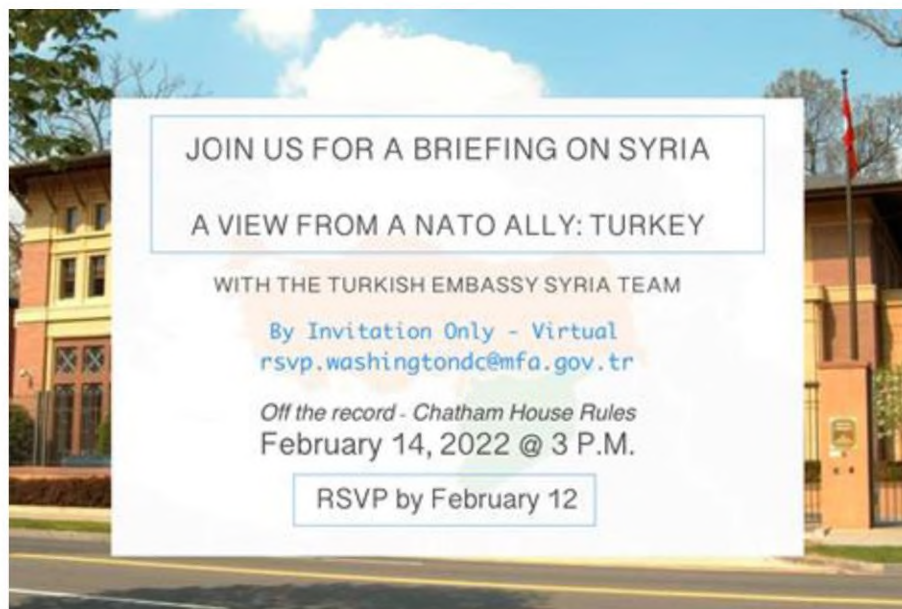 JOIN US FOR A BRIEFING ON SYRIA
A VIEW FROM A NATO ALLY: TURKEY
WITH THE TURKISH EMBASSY SYRIA TEAM
By Invitation Only - Virtual
rsvp.washingtondc@mfa.gov.tr
Off the record - Chatham House Rules
February 14, 2022 @ 3 P.M.
RSVP by February 12